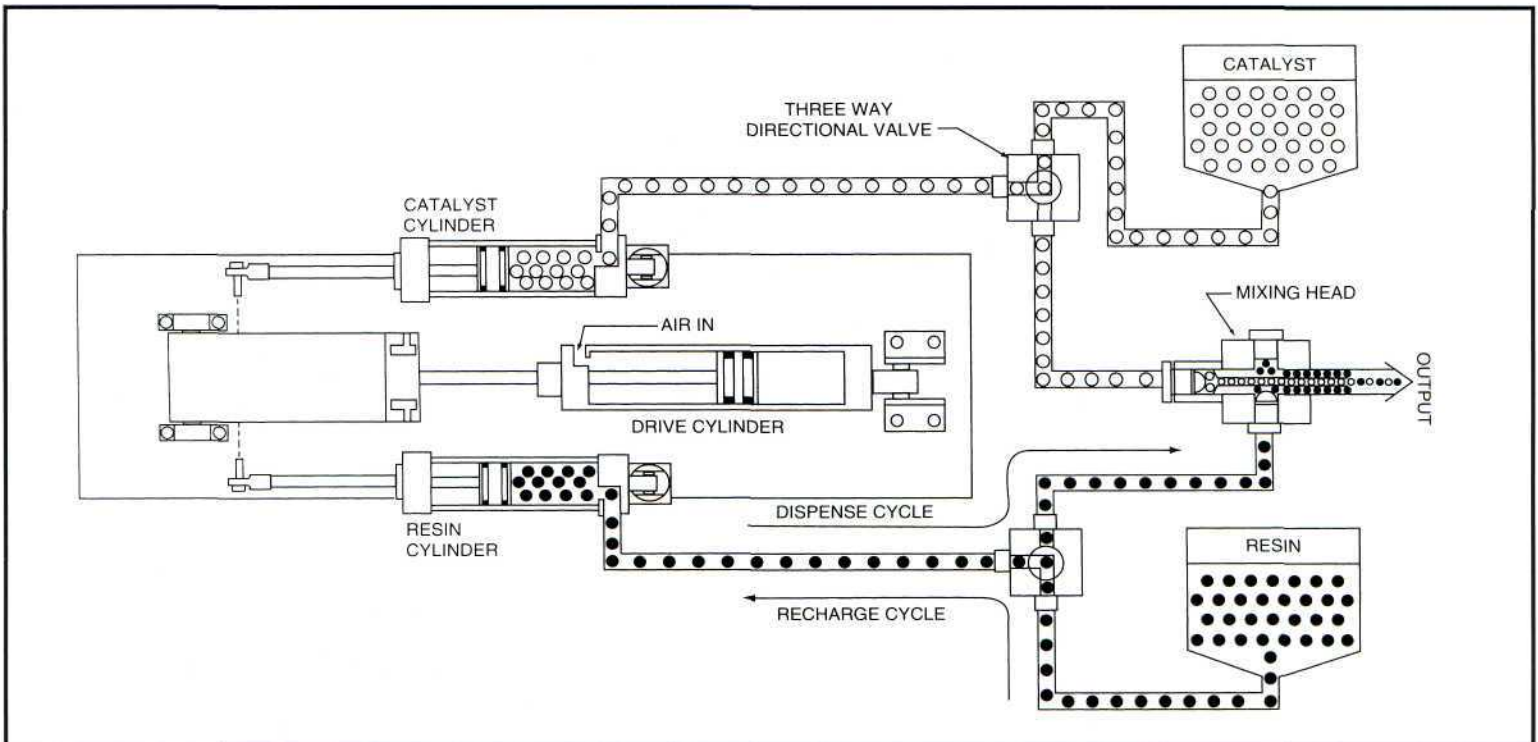 CATALYST
THREE WAY
DIRECTIONAL VALVE
CATALYST
CYLINDER
MIXING HEAD
AIR IN
OUTPUT
DRIVE CYLINDER
DISPENSE CYCLE
RESIN
CYLINDER
RESIN
RECHARGE CYCLE